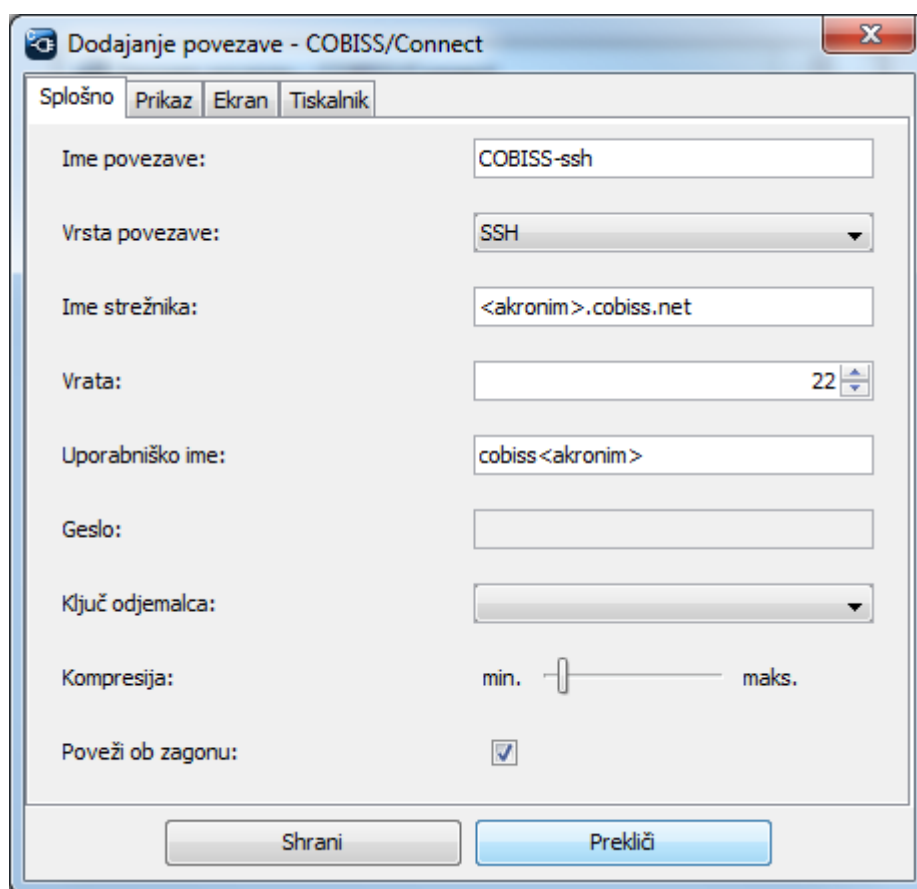 Dodajanje povezave - COBISS/Connect
Splošno Prikaz Ekran Tiskalnik
Ime povezave: COBISS-ssh
Vrsta povezave: SSH
Ime strežnika: <akronim>.cobiss.net
Vrata: 22
Uporabniško ime: cobiss<akronim>
Geslo:
Ključ odjemalca:
Kompresija: min. maks.
Poveži ob zagonu:
Shrani Prekliči